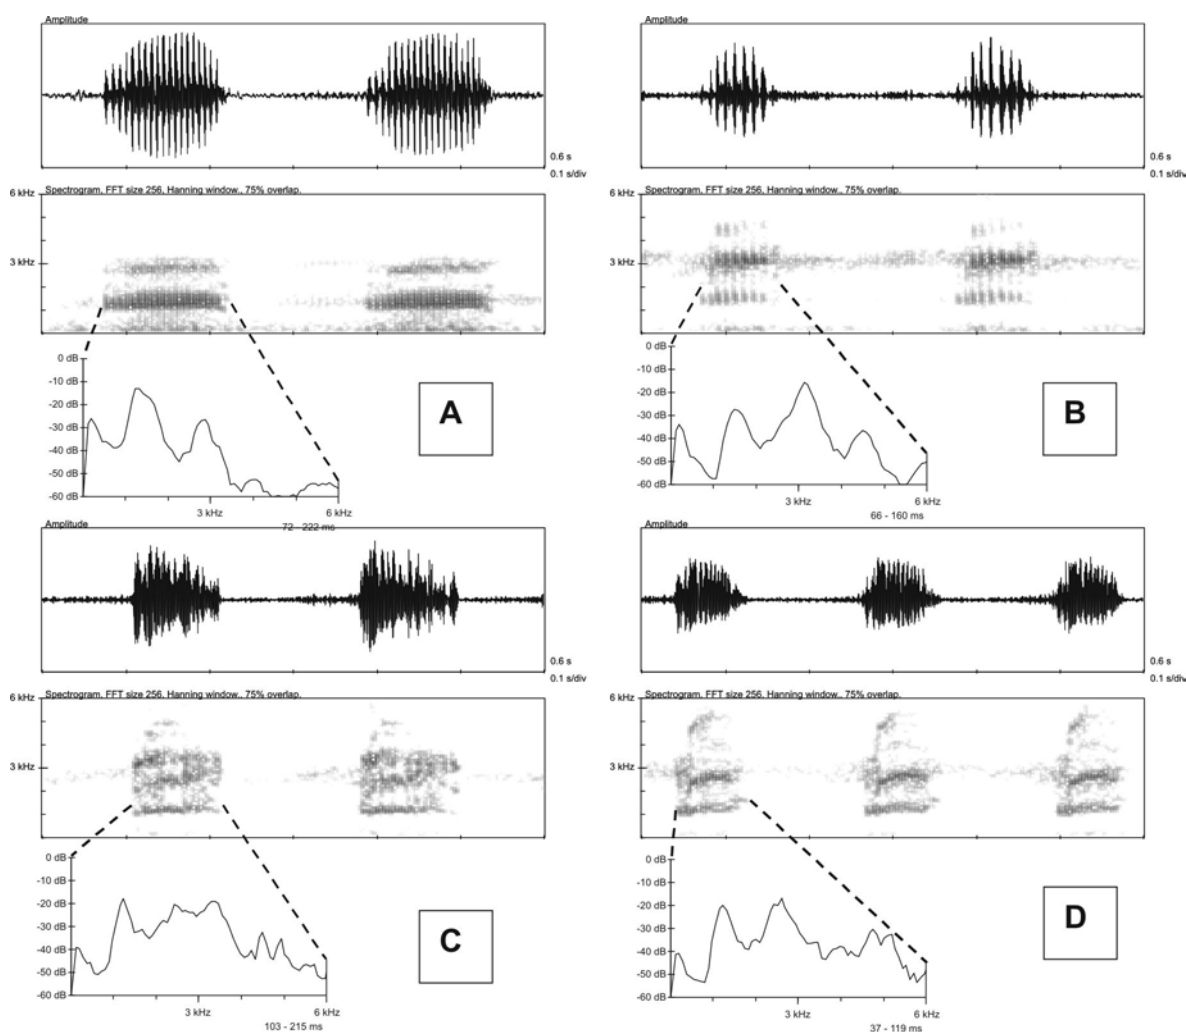 Amplitude
0.6 s
0.1 s/div
Spectrogram, FFT size 256, Hanning window., 75% overlap.
6 kHz
3 kHz
0 dB
-10 dB
-20 dB
-30 dB
-40 dB
-50 dB
-60 dB
3 kHz
6 kHz
72 - 222 ms
A
Amplitude
0.6 s
0.1 s/div
Spectrogram, FFT size 256, Hanning window., 75% overlap.
6 kHz
3 kHz
0 dB
-10 dB
-20 dB
-30 dB
-40 dB
-50 dB
-60 dB
3 kHz
6 kHz
66 - 160 ms
B
Amplitude
0.6 s
0.1 s/div
Spectrogram, FFT size 256, Hanning window., 75% overlap.
6 kHz
3 kHz
0 dB
-10 dB
-20 dB
-30 dB
-40 dB
-50 dB
-60 dB
3 kHz
6 kHz
103 - 215 ms
C
Amplitude
0.6 s
0.1 s/div
Spectrogram, FFT size 256, Hanning window., 75% overlap.
6 kHz
3 kHz
0 dB
-10 dB
-20 dB
-30 dB
-40 dB
-50 dB
-60 dB
3 kHz
6 kHz
37 - 119 ms
D